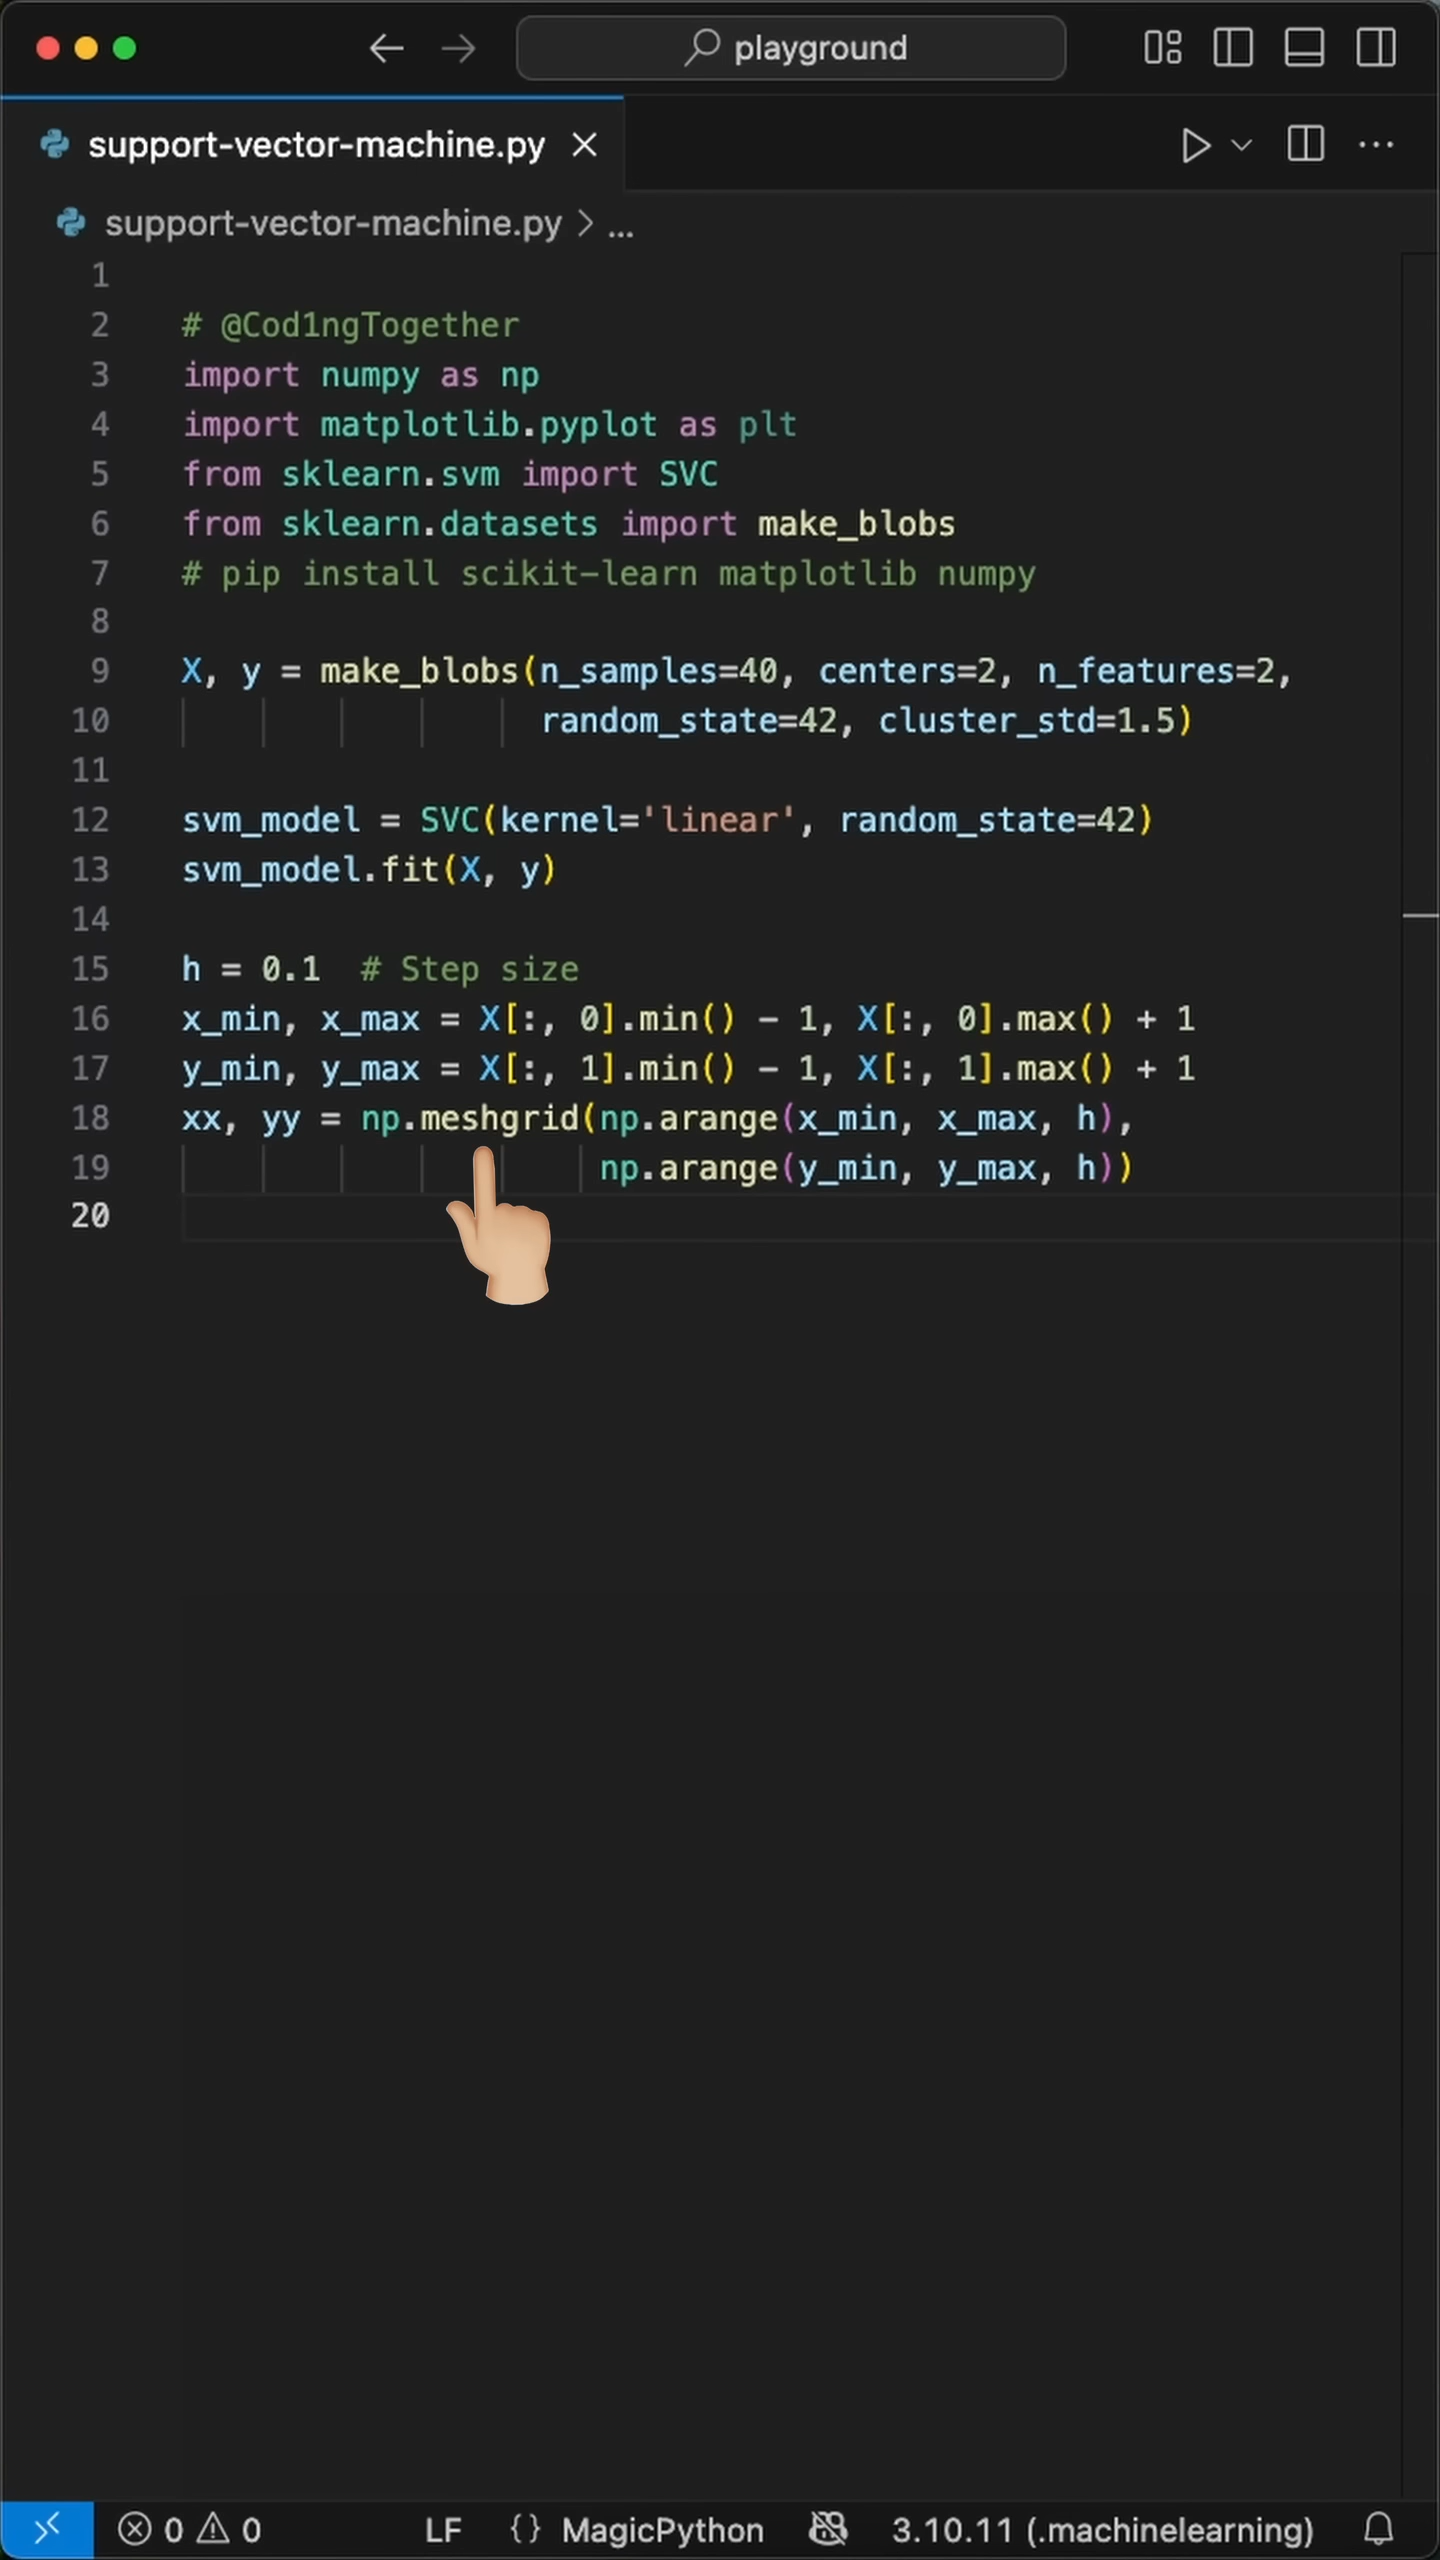 playground
support-vector-machine.py
support-vector-machine.py > ...
1
2 # @Cod1ngTogether
3 import numpy as np
4 import matplotlib.pyplot as plt
5 from sklearn.svm import SVC
6 from sklearn.datasets import make_blobs
7 # pip install scikit-learn matplotlib numpy
8
9 X, y = make_blobs(n_samples=40, centers=2, n_features=2,
10 random_state=42, cluster_std=1.5)
11
12 svm_model = SVC(kernel='linear', random_state=42)
13 svm_model.fit(X, y)
14
15 h = 0.1  # Step size
16 x_min, x_max = X[:, 0].min() - 1, X[:, 0].max() + 1
17 y_min, y_max = X[:, 1].min() - 1, X[:, 1].max() + 1
18 xx, yy = np.meshgrid(np.arange(x_min, x_max, h),
19 np.arange(y_min, y_max, h))
20
0 0 LF {} MagicPython 3.10.11 (.machinelearning)